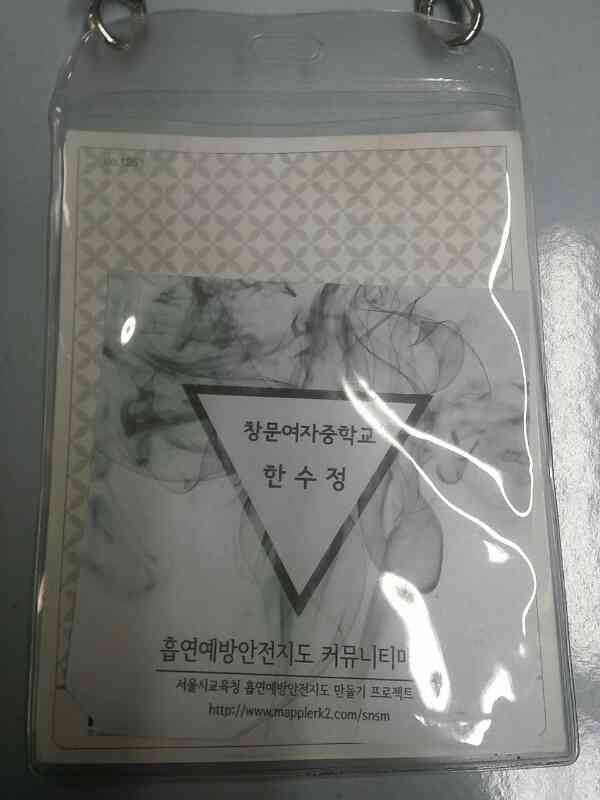 창문여자중학교
한 수 정
흡연예방안전지도 커뮤니티
서울시교육청 흡연예방안전지도 만들기 프로젝트
http://www.mapplerk2.com/snsm